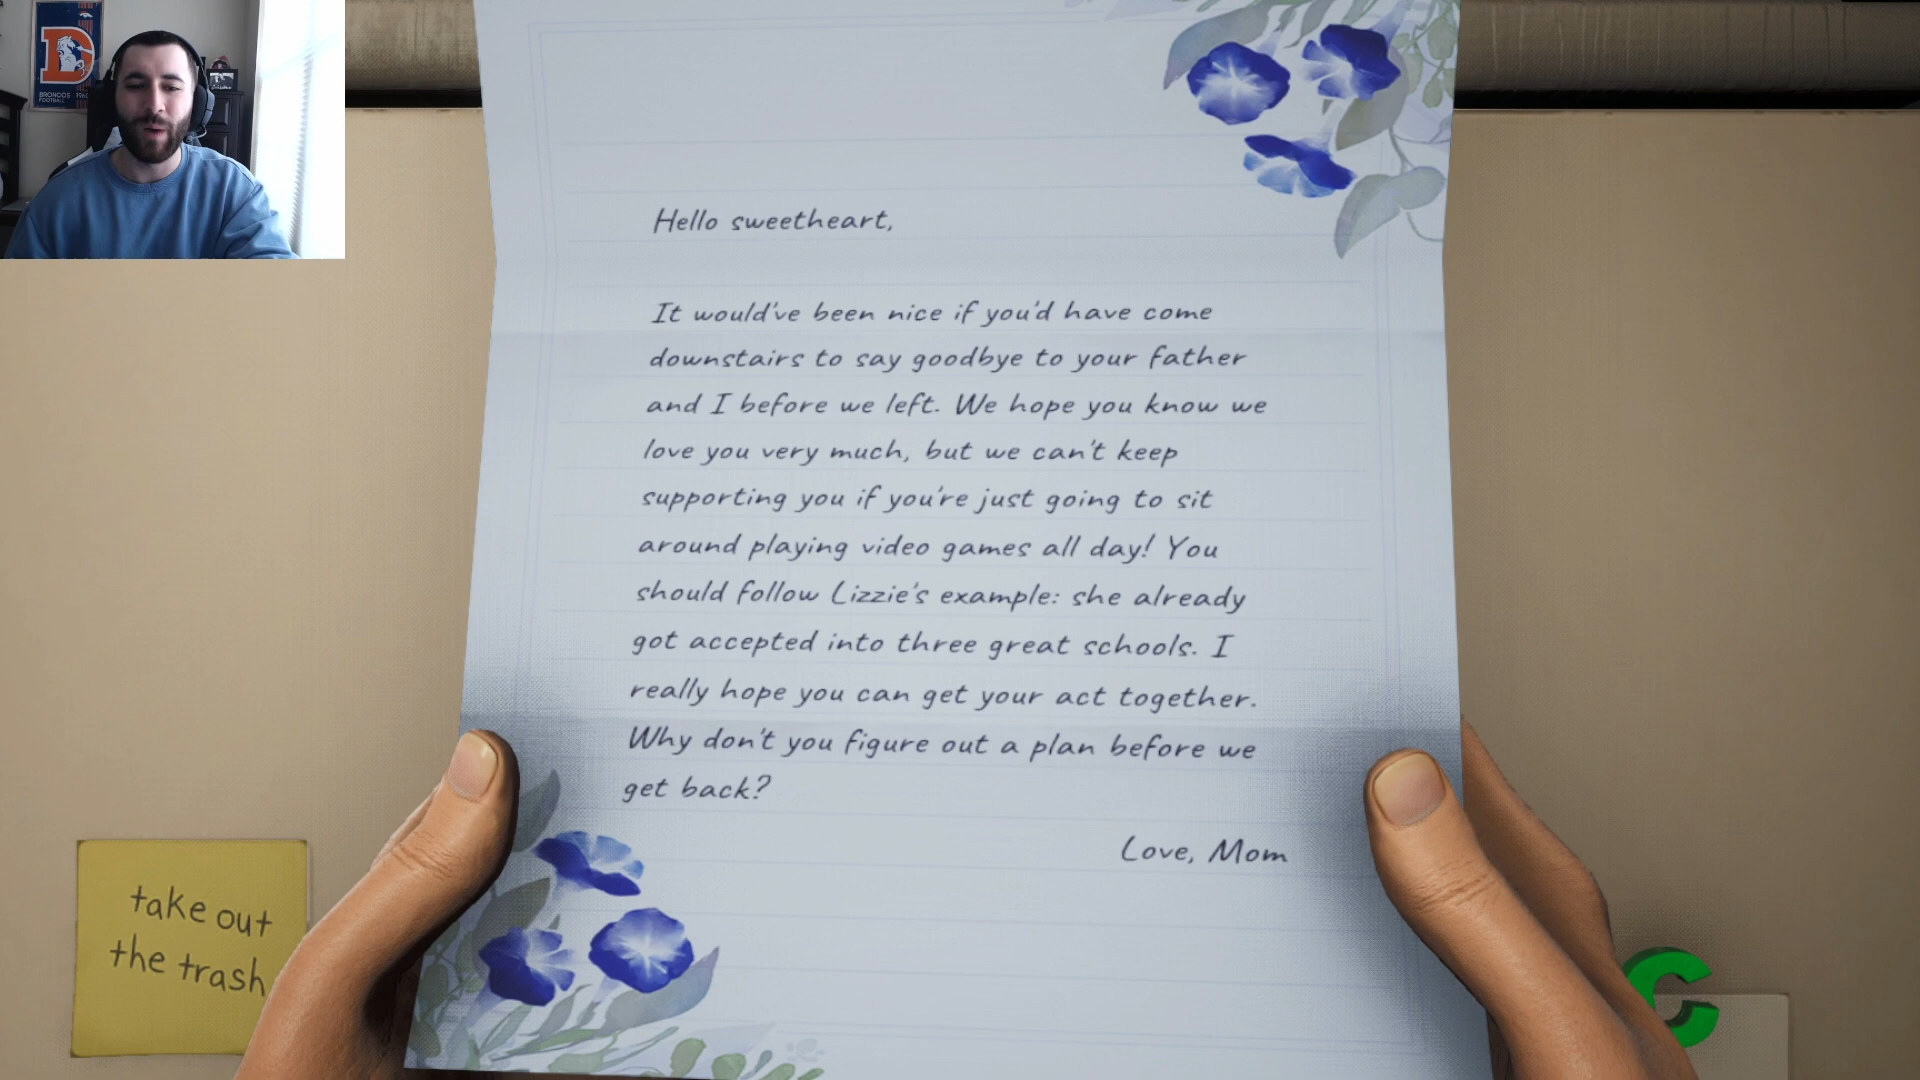 BRONCOS
FOOTBALL
Hello sweetheart,
It would've been nice if you'd have come
downstairs to say goodbye to your father
and I before we left. We hope you know we
love you very much, but we can't keep
supporting you if you're just going to sit
around playing video games all day! You
should follow Lizzie's example: she already
got accepted into three great schools. I
really hope you can get your act together.
Why don't you figure out a plan before we
get back?
Love, Mom
take out
the trash
C